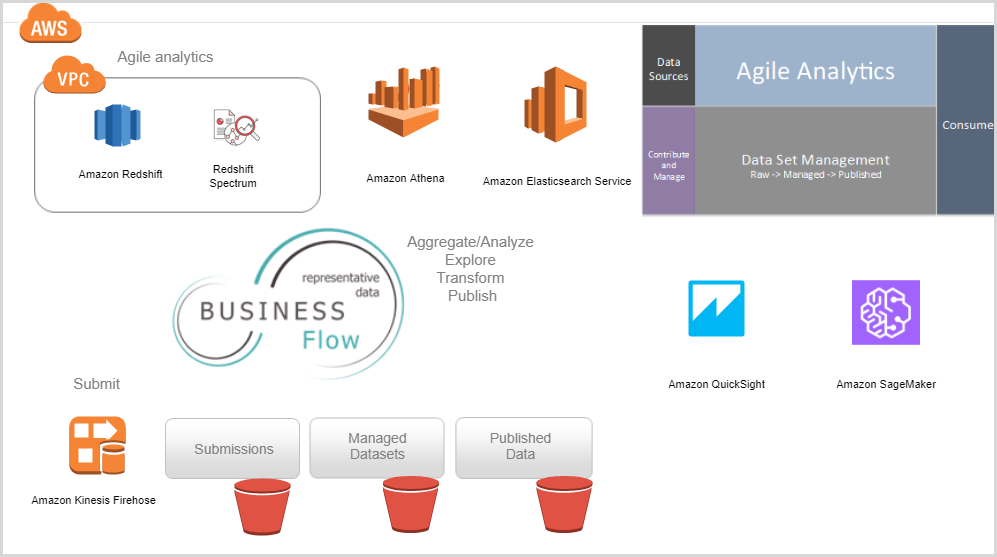 AWS
Agile analytics
VPC
Amazon Redshift
Redshift
Spectrum
Amazon Athena
Amazon Elasticsearch Service
Data
Sources
Agile Analytics
Consume
Contribute
and
Manage
Data Set Management
Raw -> Managed -> Published
representative
data
BUSINESS
Flow
Aggregate/Analyze
Explore
Transform
Publish
Amazon QuickSight
Amazon SageMaker
Submit
Amazon Kinesis Firehose
Submissions
Managed
Datasets
Published
Data